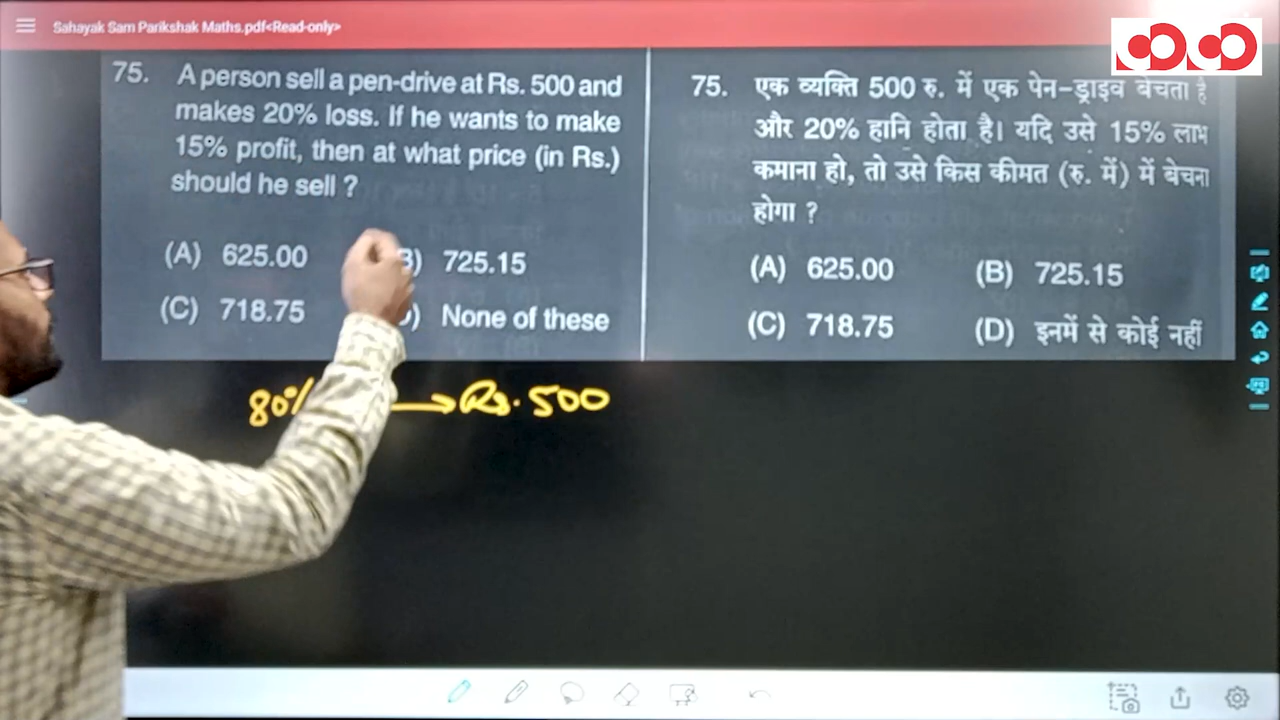 Sahayak Sam Parikshak Maths.pdf<Read-only>
75. A person sell a pen-drive at Rs. 500 and
makes 20% loss. If he wants to make
15% profit, then at what price (in Rs.)
should he sell ?
(A) 625.00
725.15
(C) 718.75
None of these
75. एक व्यक्ति 500 रु. में एक पेन-ड्राइव बेचता है
और 20% हानि होता है। यदि उसे 15% लाभ
कमाना हो, तो उसे किस कीमत (रु. में) में बेचना
होगा ?
(A) 625.00 (B) 725.15
(C) 718.75 (D) इनमें से कोई नहीं
80% → Rs. 500